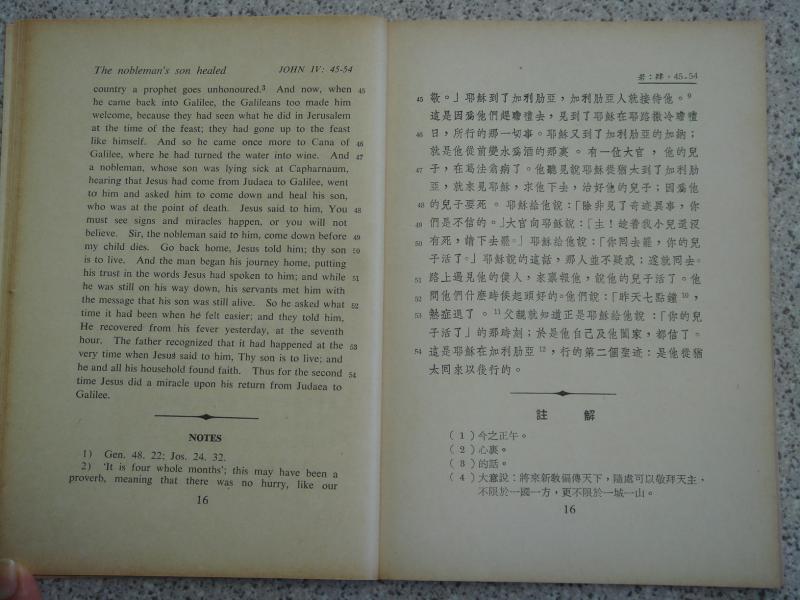 The nobleman's son healed JOHN IV: 45-54
country a prophet goes unhonoured.³ And now, when 45
he came back into Galilee, the Galileans too made him
welcome, because they had seen what he did in Jerusalem
at the time of the feast; they had gone up to the feast
like himself. And so he came once more to Cana of 46
Galilee, where he had turned the water into wine. And 47
a nobleman, whose son was lying sick at Capharnaum,
hearing that Jesus had come from Judaea to Galilee, went
to him and asked him to come down and heal his son,
who was at the point of death. Jesus said to him, You 48
must see signs and miracles happen, or you will not
believe. Sir, the nobleman said to him, come down before 49
my child dies. Go back home, Jesus told him; thy son 50
is to live. And the man began his journey home, putting
his trust in the words Jesus had spoken to him; and while 51
he was still on his way down, his servants met him with
the message that his son was still alive. So he asked what 52
time it had been when he felt easier; and they told him,
He recovered from his fever yesterday, at the seventh
hour. The father recognized that it had happened at the 53
very time when Jesus said to him, Thy son is to live; and
he and all his household found faith. Thus for the second 54
time Jesus did a miracle upon his return from Judaea to
Galilee.
NOTES
1) Gen. 48. 22; Jos. 24. 32.
2) 'It is four whole months'; this may have been a
proverb, meaning that there was no hurry, like our
16
若：肆。45-54
45 敬。」耶穌到了加利肋亞，加利肋亞人就接待他。⁹
這是因爲他們趕瞻禮去，見到了耶穌在耶路撒冷瞻禮
46 日，所行的那一切事。耶穌又到了加利肋亞的加納；
就是他從前變水爲酒的那裏。有一位大官，他的兒
47 子，在葛法翁病了。他聽見說耶穌從猶太到了加利肋
亞，就來見耶穌，求他下去，治好他的兒子；因爲他
48 的兒子要死。耶穌給他說：「除非見了奇迹異事，你
49 們是不信的。」大官向耶穌說：「主！趁着我小兒還沒
50 有死，請下去罷。」耶穌給他說：「你回去罷，你的兒
子活了。」耶穌說的這話，那人並不疑惑；遂就回去。
51 路上遇見他的僕人，來禀報他，說他的兒子活了。他
52 問他們什麼時候起頭好的。他們說：「昨天七點鐘¹⁰，
53 熱症退了。¹¹父親就知道正是耶穌給他說：「你的兒
子活了」的那時刻；於是他自己及他闔家，都信了。
54 這是耶穌在加利肋亞¹²，行的第二個聖迹：是他從猶
太回來以後行的。
註解
（1）今之正午。
（2）心裏。
（3）的話。
（4）大意說：將來新敎徧傳天下，隨處可以敬拜天主，
不限於一國一方，更不限於一城一山。
16